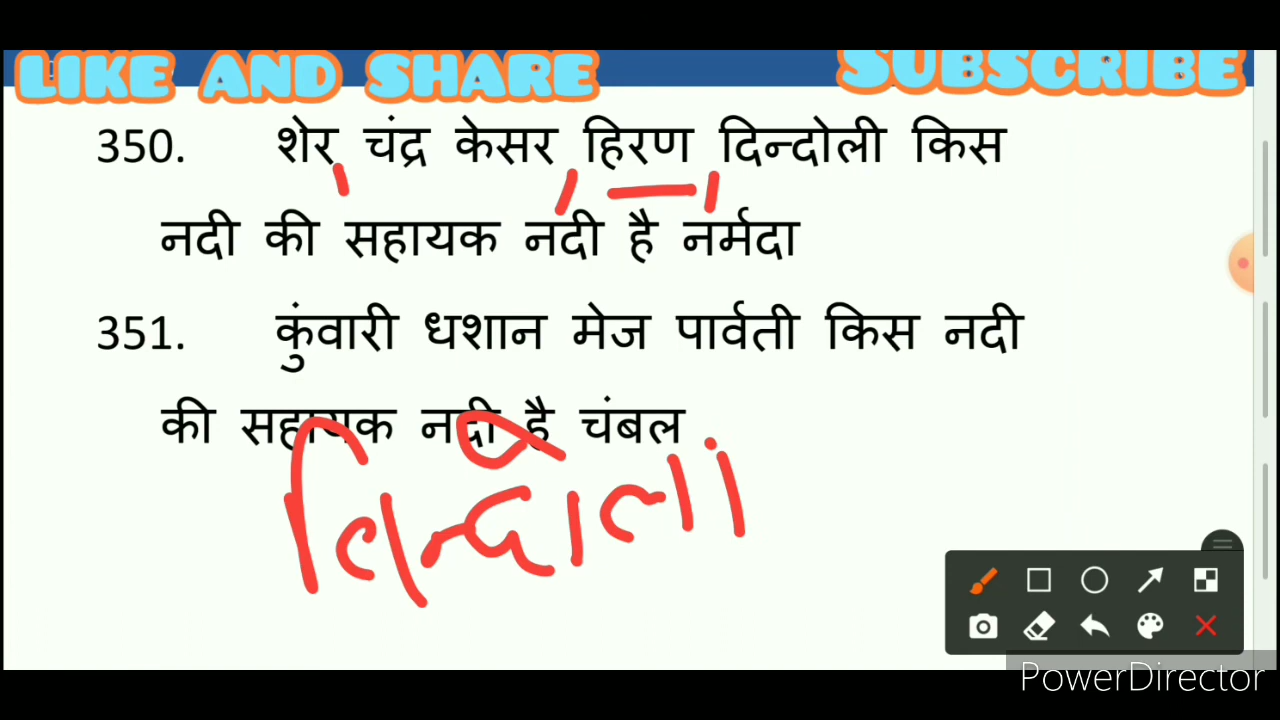 LIKE AND SHARE SUBSCRIBE
350. शेर चंद्र केसर हिरण दिन्दोली किस
नदी की सहायक नदी है नर्मदा
351. कुंवारी धशान मेज पार्वती किस नदी
की सहायक नदी है चंबल
PowerDirector